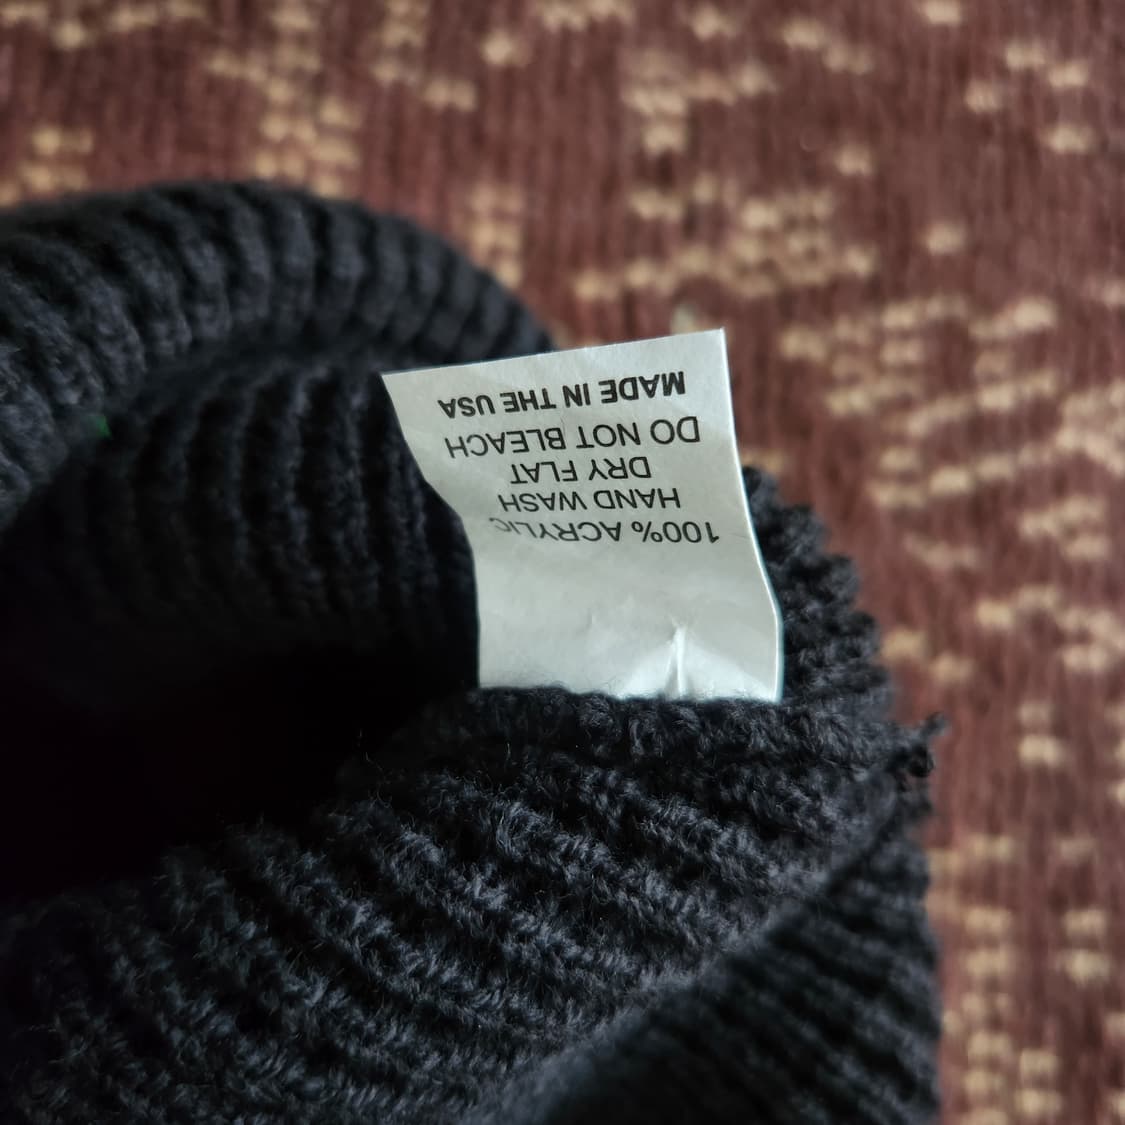 100% ACRYLIC
HAND WASH
DRY FLAT
DO NOT BLEACH
MADE IN THE USA